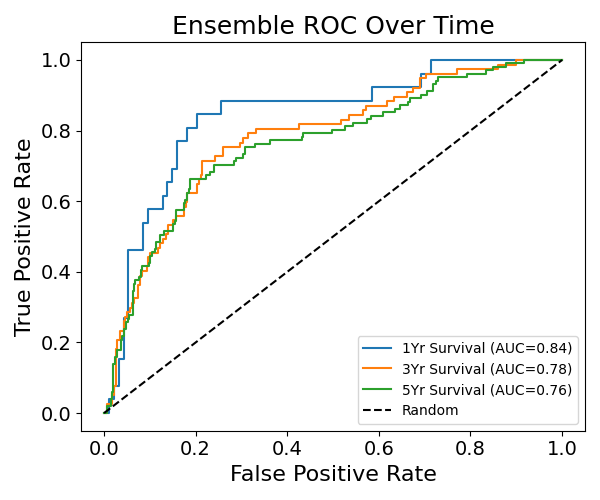 Ensemble ROC Over Time
True Positive Rate
1.0
0.8
0.6
0.4
0.2
0.0
1Yr Survival (AUC=0.84)
3Yr Survival (AUC=0.78)
5Yr Survival (AUC=0.76)
Random
0.0 0.2 0.4 0.6 0.8 1.0
False Positive Rate